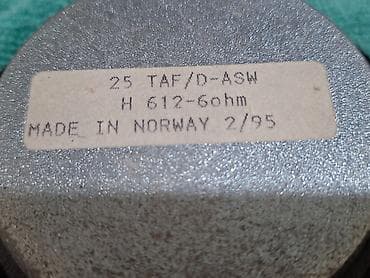 25 TAF/D-ASW
H 612-6ohm
MADE IN NORWAY 2/95